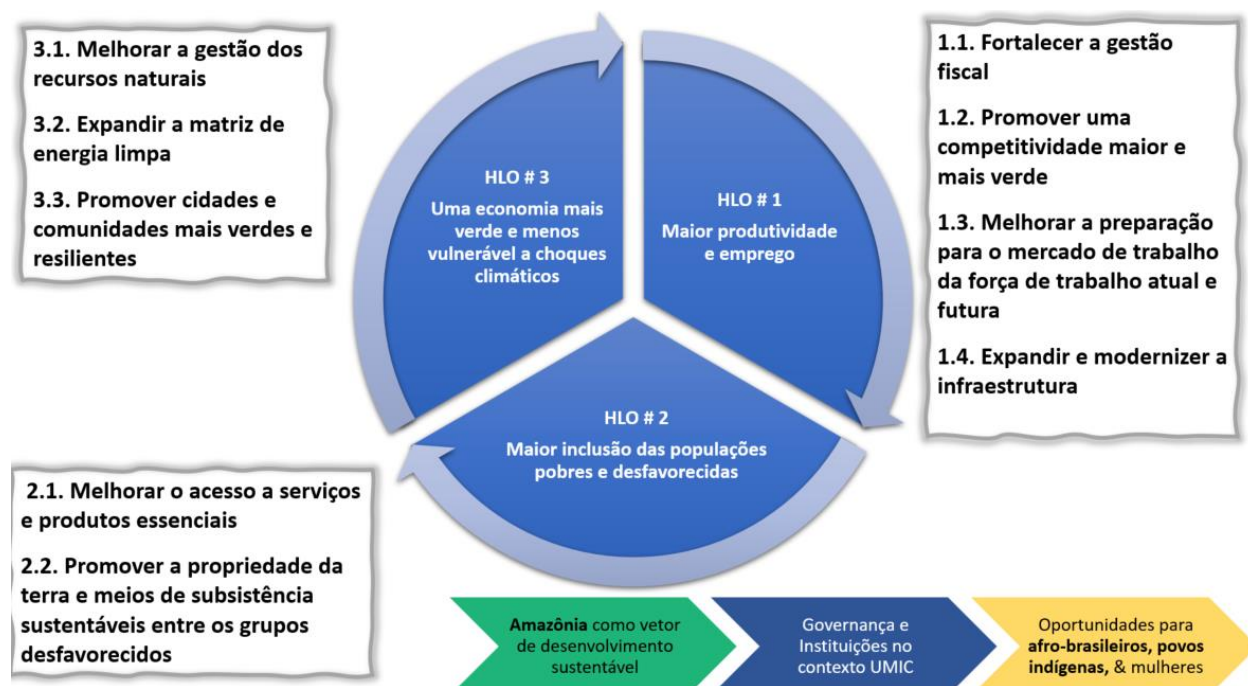 3.1. Melhorar a gestão dos
recursos naturais
3.2. Expandir a matriz de
energia limpa
3.3. Promover cidades e
comunidades mais verdes e
resilientes
HLO # 3
Uma economia mais
verde e menos
vulnerável a choques
climáticos
HLO # 1
Maior produtividade
e emprego
1.1. Fortalecer a gestão
fiscal
1.2. Promover uma
competitividade maior e
mais verde
1.3. Melhorar a preparação
para o mercado de trabalho
da força de trabalho atual e
futura
1.4. Expandir e modernizer a
infraestrutura
HLO # 2
Maior inclusão das populações
pobres e desfavorecidas
2.1. Melhorar o acesso a serviços
e produtos essenciais
2.2. Promover a propriedade da
terra e meios de subsistência
sustentáveis entre os grupos
desfavorecidos
Amazônia como vetor
de desenvolvimento
sustentável
Governança e
Instituições no
contexto UMIC
Oportunidades para
afro-brasileiros, povos
indígenas, & mulheres